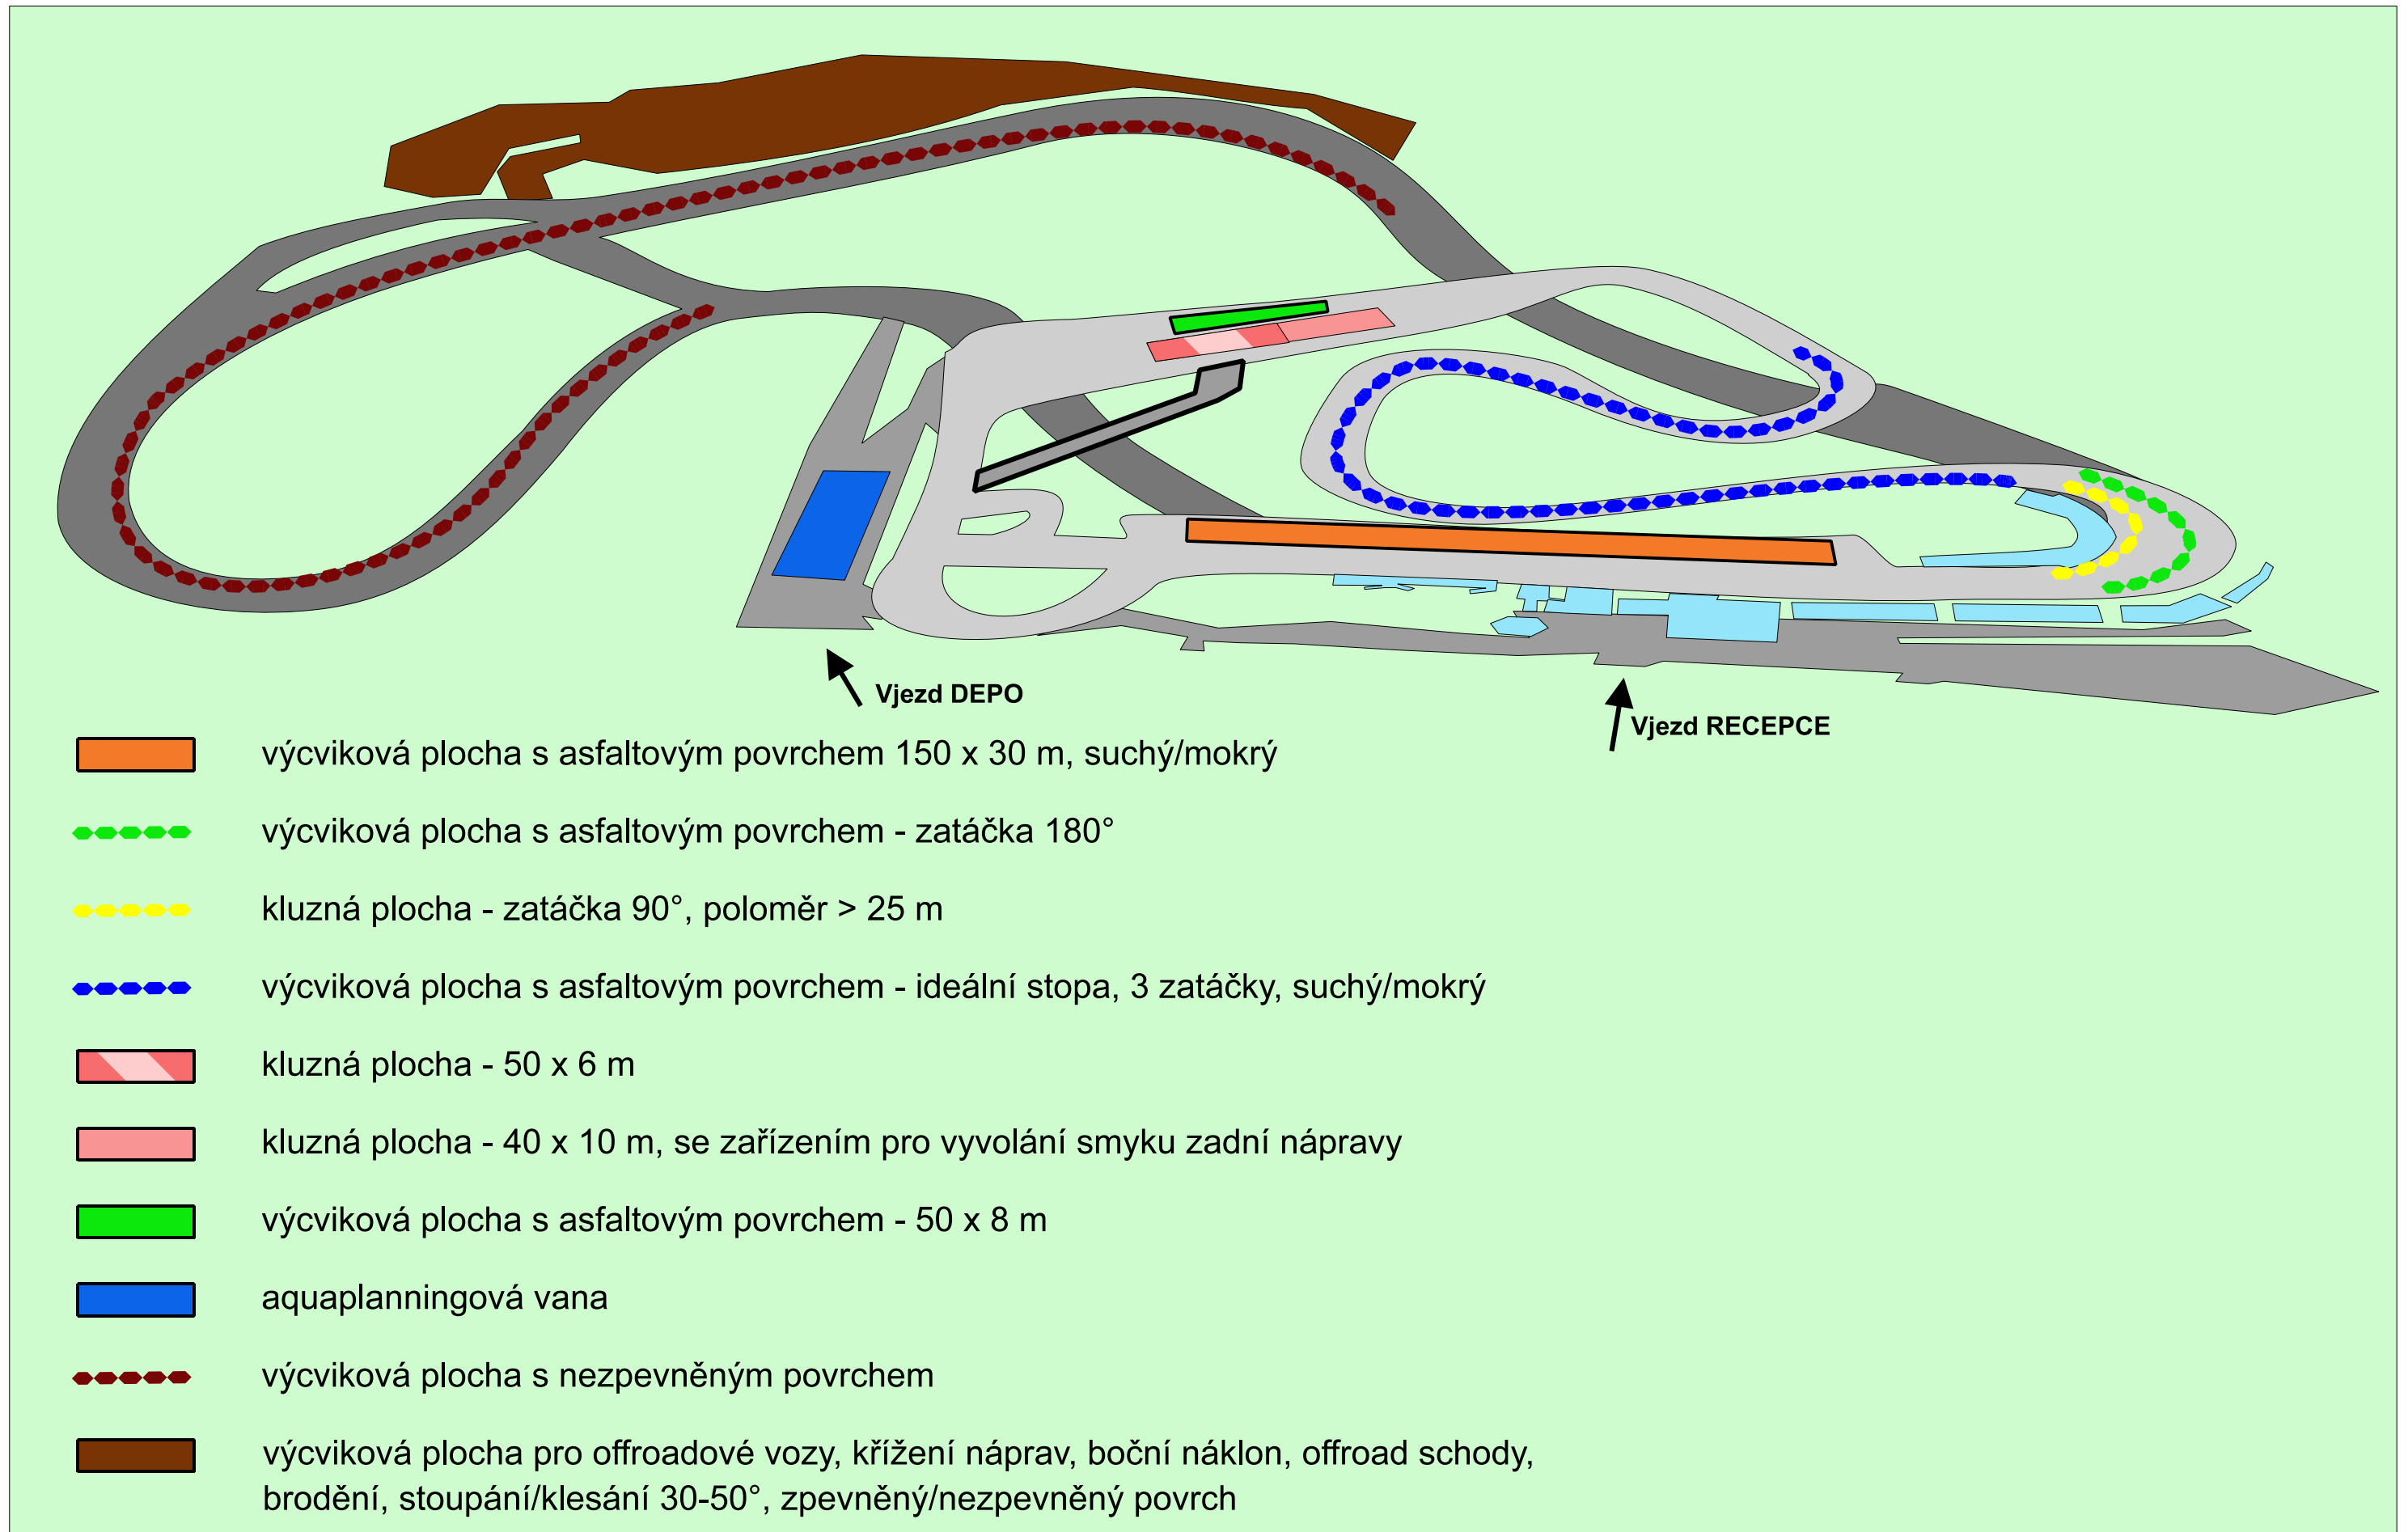 Vjezd DEPO
Vjezd RECEPCE
výcviková plocha s asfaltovým povrchem 150 x 30 m, suchý/mokrý
výcviková plocha s asfaltovým povrchem - zatáčka 180°
kluzná plocha - zatáčka 90°, poloměr > 25 m
výcviková plocha s asfaltovým povrchem - ideální stopa, 3 zatáčky, suchý/mokrý
kluzná plocha - 50 x 6 m
kluzná plocha - 40 x 10 m, se zařízením pro vyvolání smyku zadní nápravy
výcviková plocha s asfaltovým povrchem - 50 x 8 m
aquaplanningová vana
výcviková plocha s nezpevněným povrchem
výcviková plocha pro offroadové vozy, křížení náprav, boční náklon, offroad schody,
brodění, stoupání/klesání 30-50°, zpevněný/nezpevněný povrch